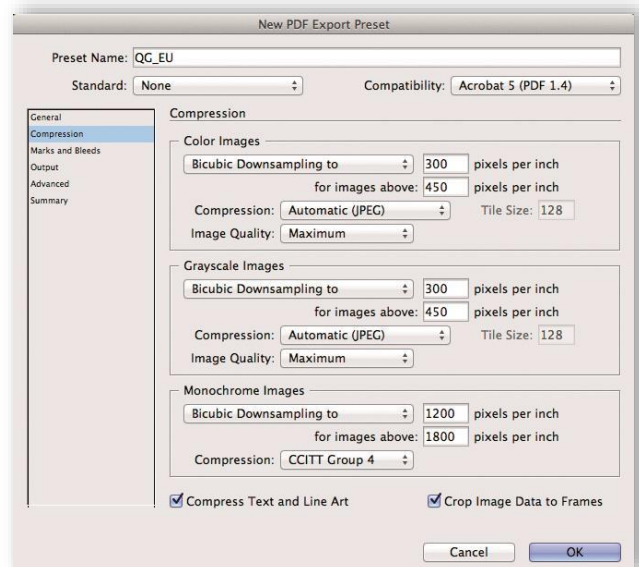 New PDF Export Preset
Preset Name: QG_EU
Standard: None Compatibility: Acrobat 5 (PDF 1.4)
General
Compression
Marks and Bleeds
Output
Advanced
Summary
Compression
Color Images
Bicubic Downsampling to 300 pixels per inch
for images above: 450 pixels per inch
Compression: Automatic (JPEG) Tile Size: 128
Image Quality: Maximum
Grayscale Images
Bicubic Downsampling to 300 pixels per inch
for images above: 450 pixels per inch
Compression: Automatic (JPEG) Tile Size: 128
Image Quality: Maximum
Monochrome Images
Bicubic Downsampling to 1200 pixels per inch
for images above: 1800 pixels per inch
Compression: CCITT Group 4
Compress Text and Line Art Crop Image Data to Frames
Cancel OK